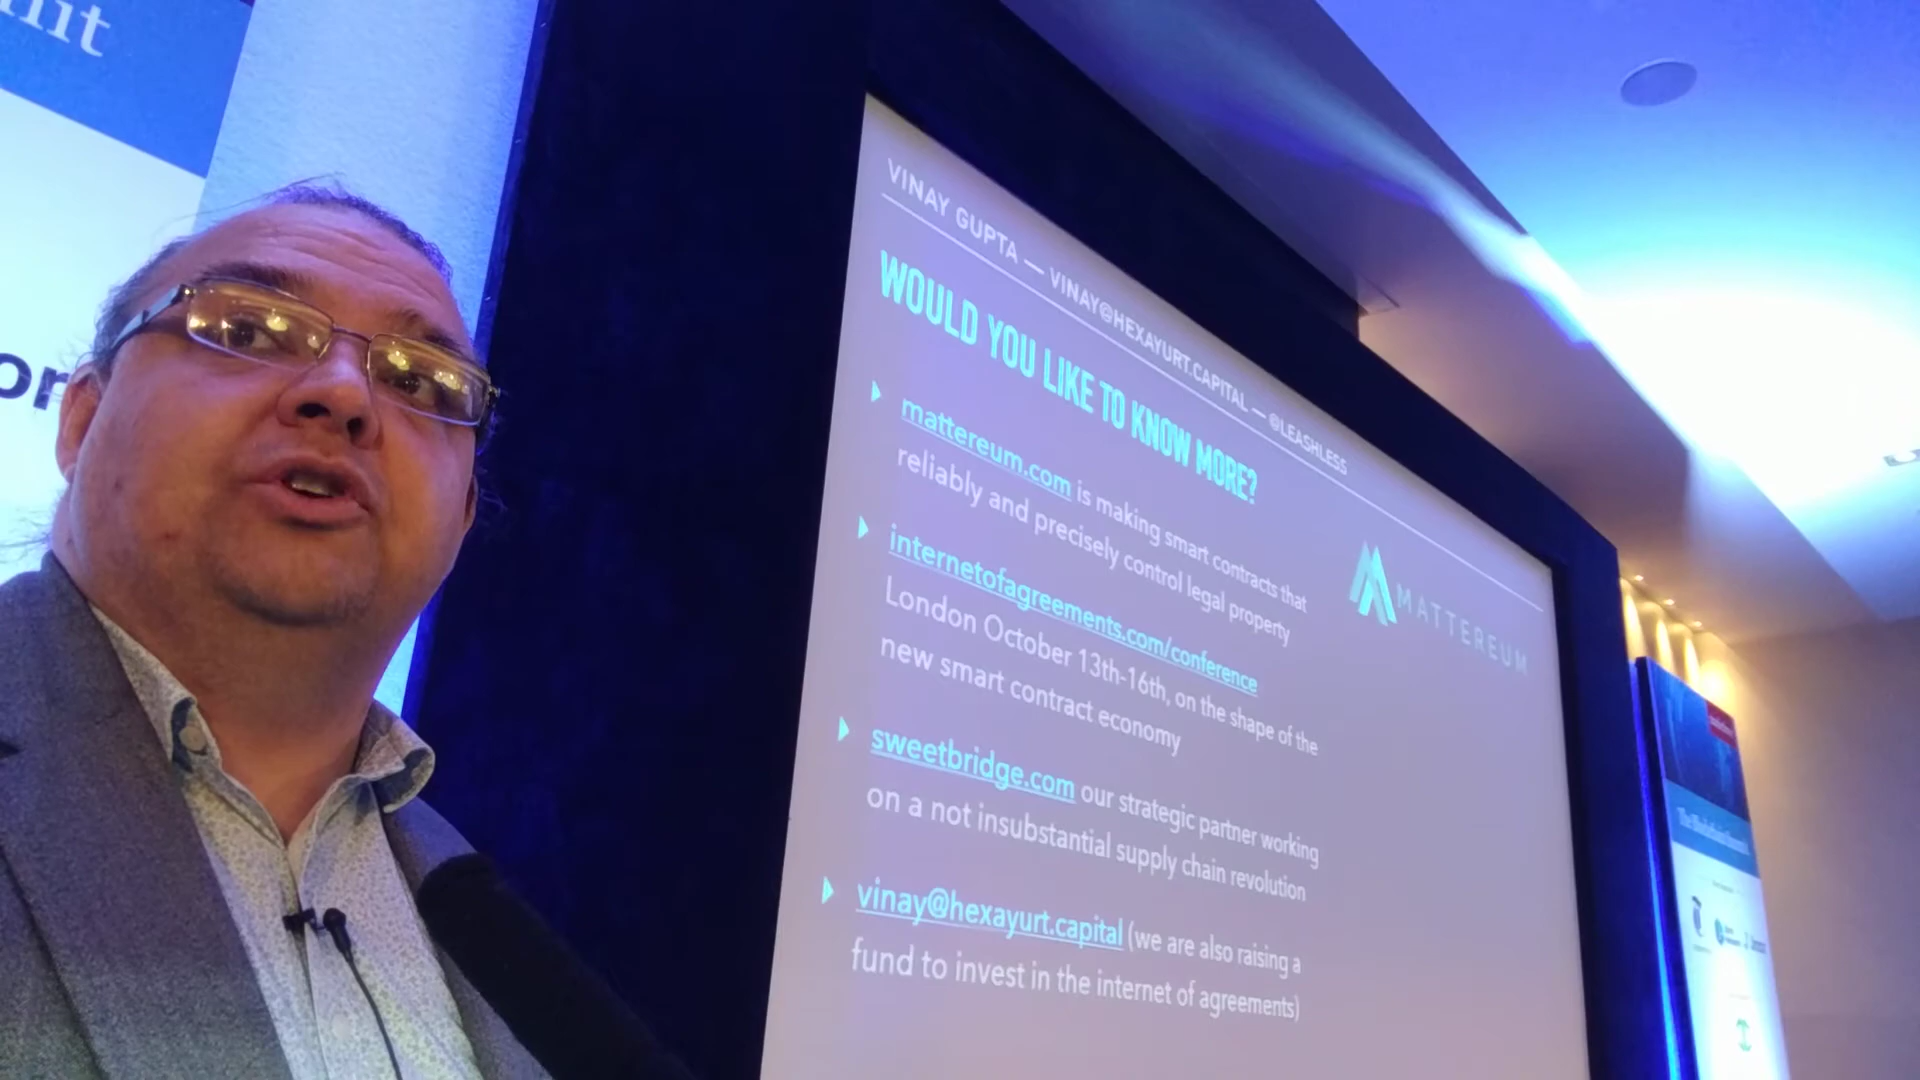 VINAY GUPTA — VINAY@HEXAYURT.CAPITAL — @LEASHLESS
WOULD YOU LIKE TO KNOW MORE?
mattereum.com is making smart contracts that
reliably and precisely control legal property
internetofagreements.com/conference
London October 13th-16th, on the shape of the
new smart contract economy
sweetbridge.com our strategic partner working
on a not insubstantial supply chain revolution
vinay@hexayurt.capital (we are also raising a
fund to invest in the internet of agreements)
MATTEREUM